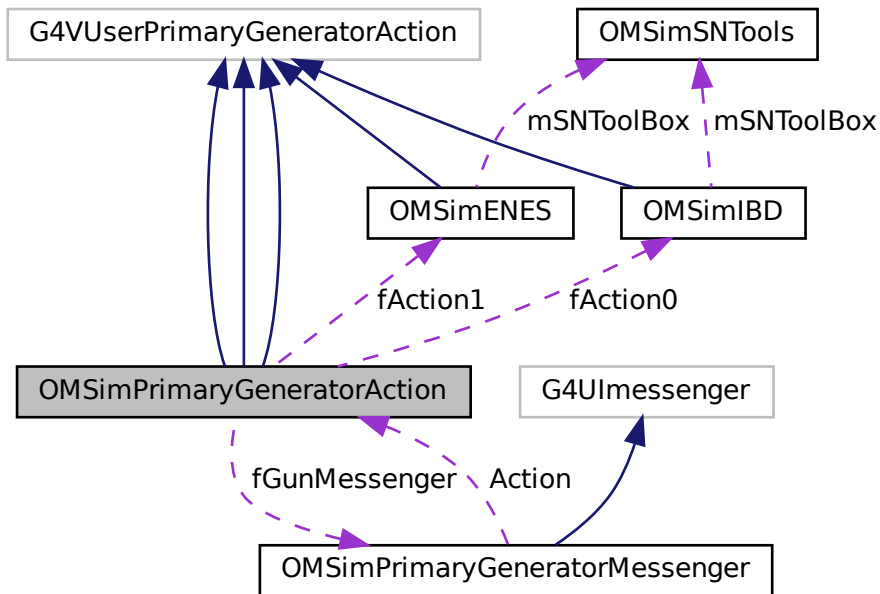 G4VUserPrimaryGeneratorAction
OMSimSNTools
mSNToolBox
mSNToolBox
OMSimENES
OMSimIBD
fAction1
fAction0
OMSimPrimaryGeneratorAction
G4UImessenger
fGunMessenger
Action
OMSimPrimaryGeneratorMessenger